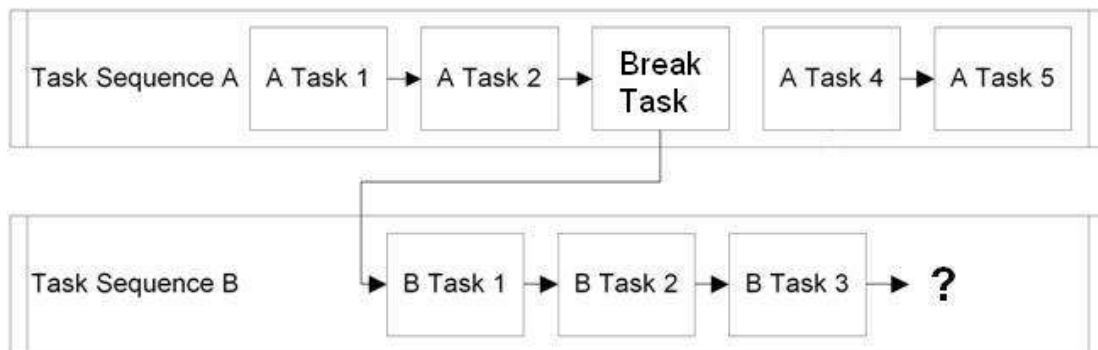 Task Sequence A
A Task 1
A Task 2
Break
Task
A Task 4
A Task 5
Task Sequence B
B Task 1
B Task 2
B Task 3
?